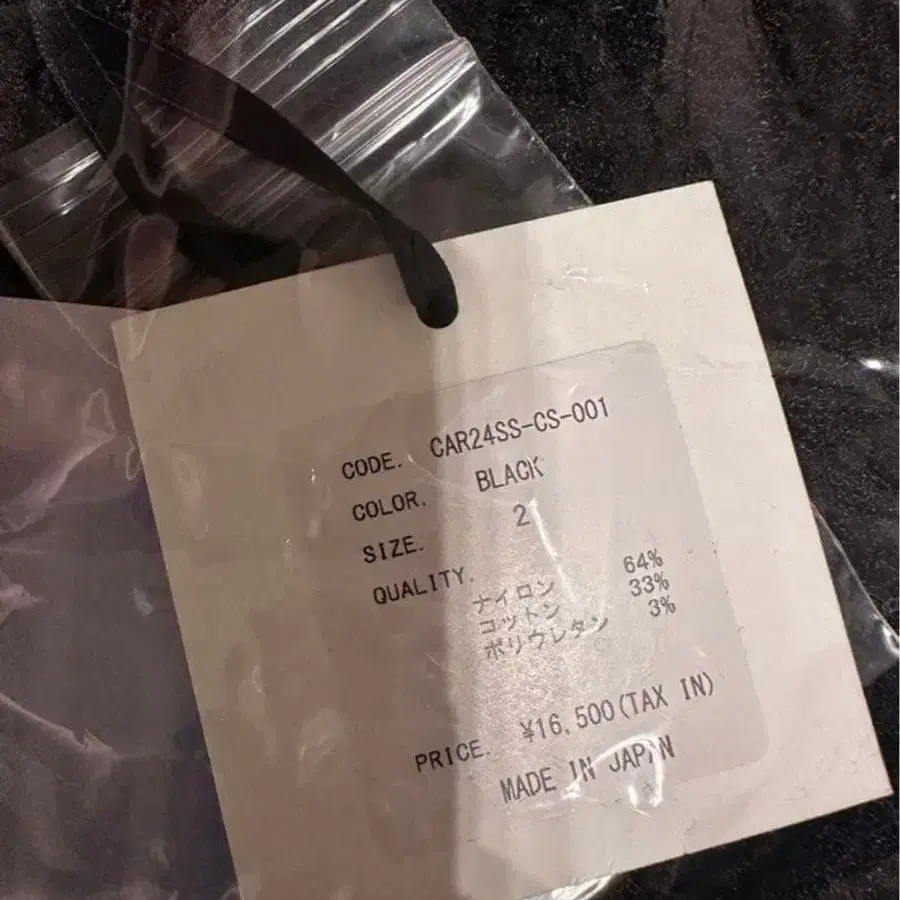 CODE. CAR24SS-CS-001
COLOR. BLACK
SIZE. 2
QUALITY.
ナイロン 64%
コットン 33%
ポリウレタン 3%
PRICE. ¥16,500(TAX IN)
MADE IN JAPAN